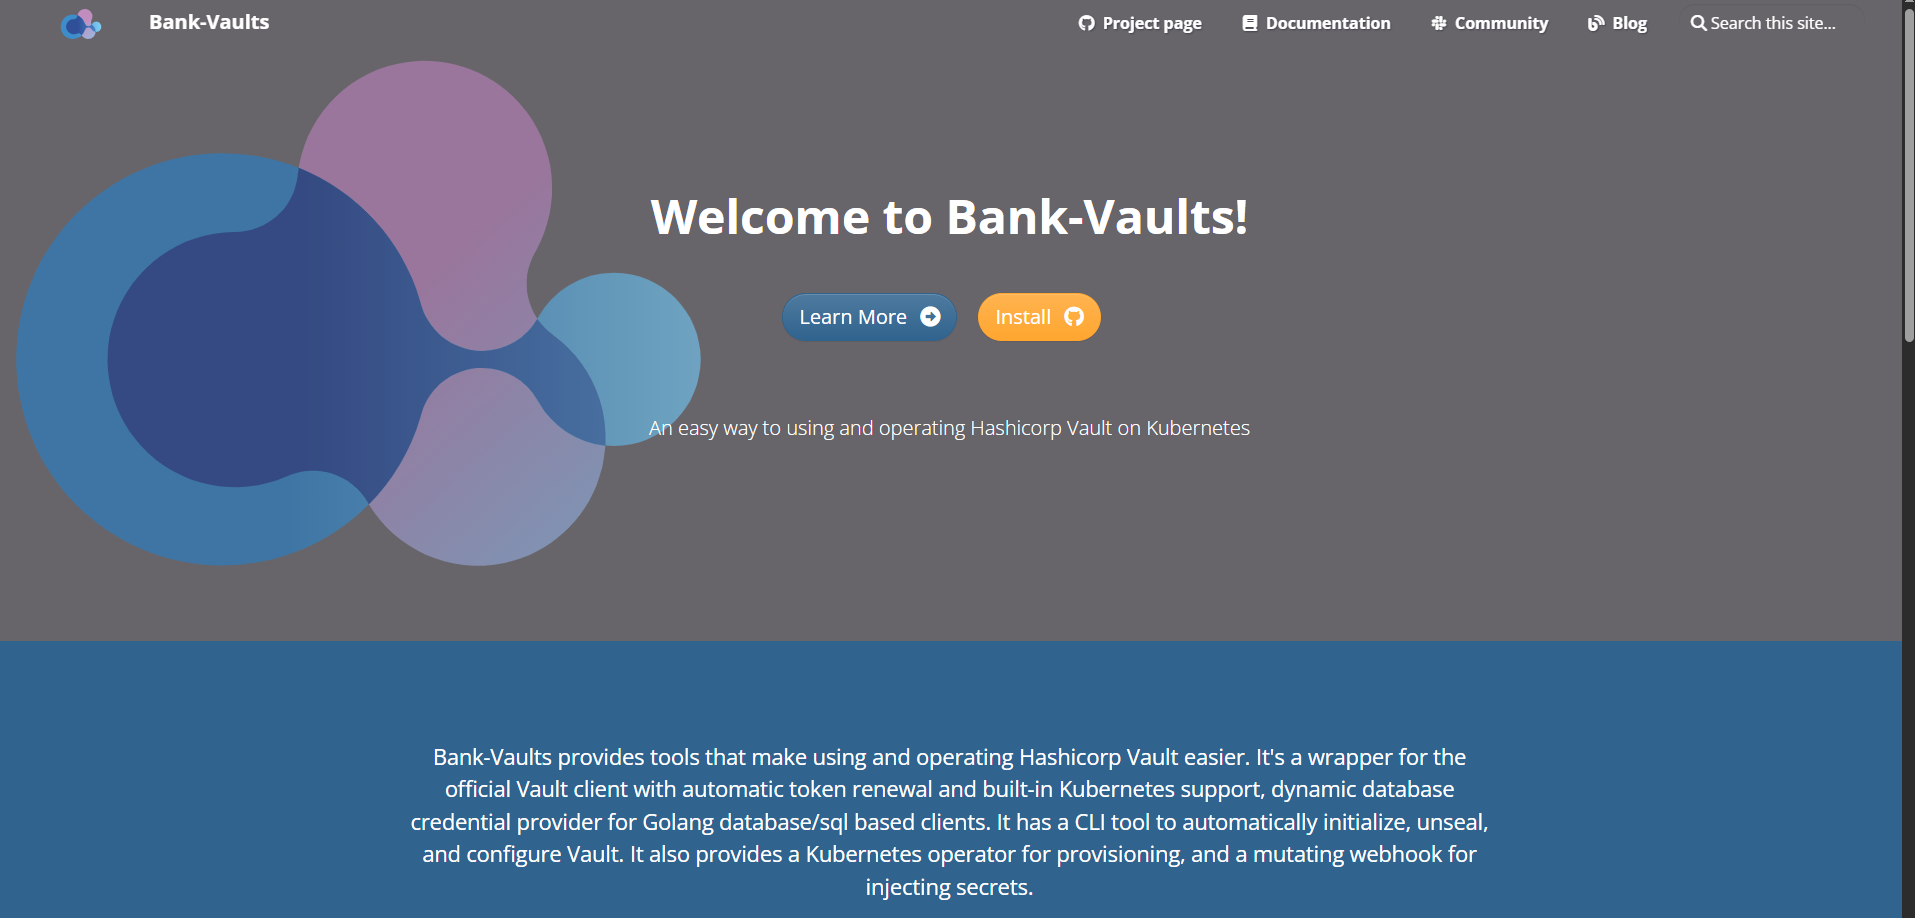 Bank-Vaults
Project page
Documentation
Community
Blog
Search this site...
Welcome to Bank-Vaults!
Learn More
Install
An easy way to using and operating Hashicorp Vault on Kubernetes
Bank-Vaults provides tools that make using and operating Hashicorp Vault easier. It's a wrapper for the
official Vault client with automatic token renewal and built-in Kubernetes support, dynamic database
credential provider for Golang database/sql based clients. It has a CLI tool to automatically initialize, unseal,
and configure Vault. It also provides a Kubernetes operator for provisioning, and a mutating webhook for
injecting secrets.